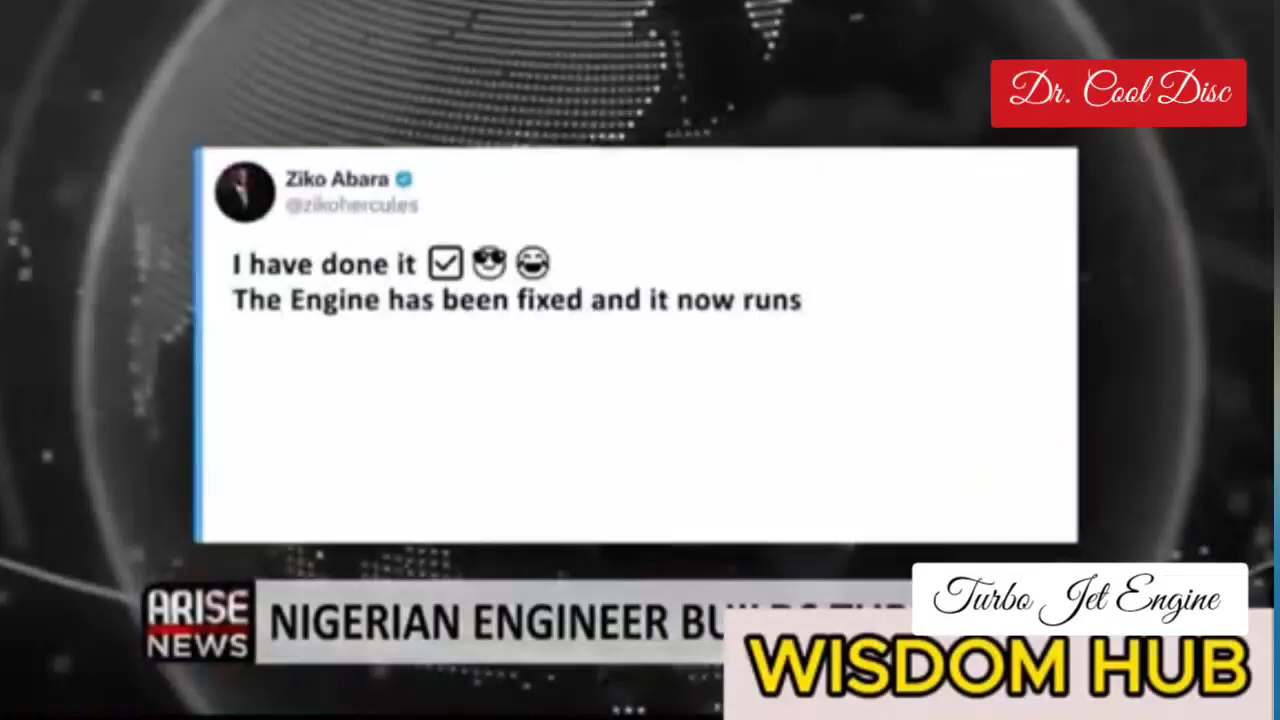 Dr. Cool Disc
Ziko Abara
@zikohercules
I have done it ☑😎😂
The Engine has been fixed and it now runs
Turbo Jet Engine
ARISE
NEWS
NIGERIAN ENGINEER
WISDOM HUB